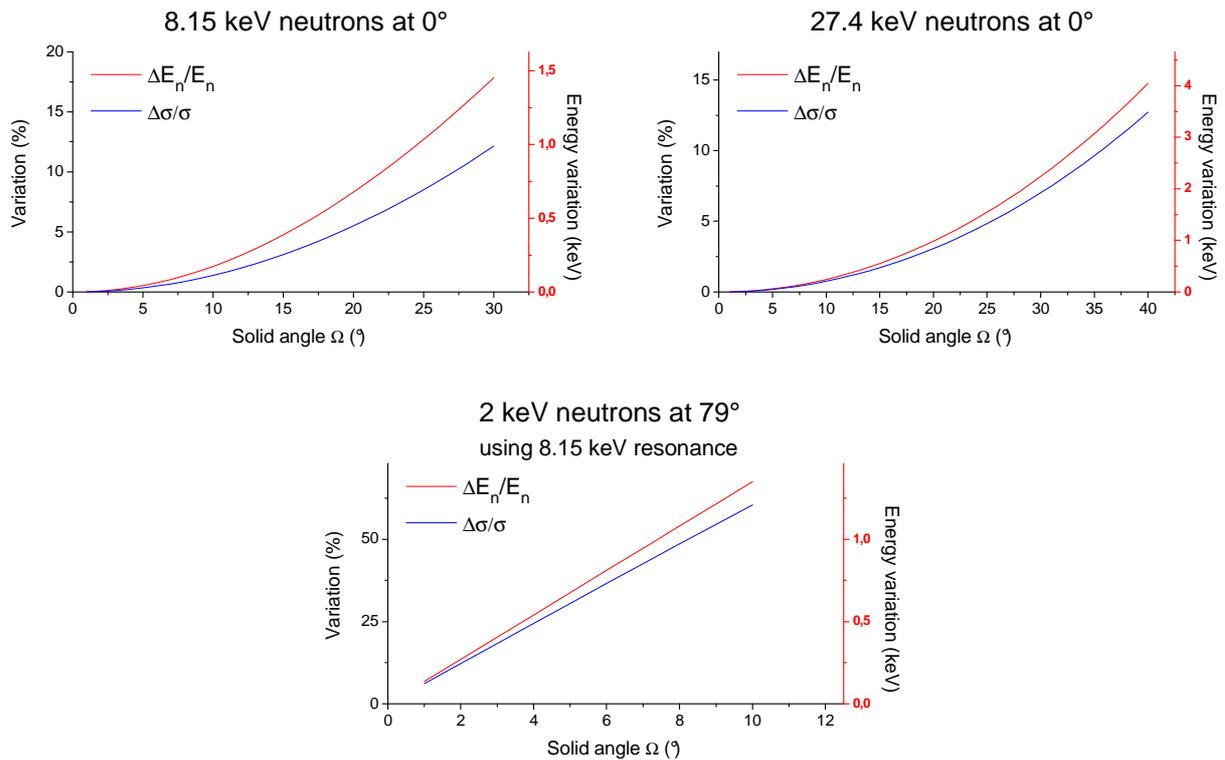 8.15 keV neutrons at 0°
20
15
10
5
0
Variation (%)
ΔEn/En
Δσ/σ
1,5
1,0
0,5
0,0
Energy variation (keV)
0 5 10 15 20 25 30
Solid angle Ω (°)
27.4 keV neutrons at 0°
15
10
5
0
Variation (%)
ΔEn/En
Δσ/σ
4
3
2
1
0
Energy variation (keV)
0 5 10 15 20 25 30 35 40
Solid angle Ω (°)
2 keV neutrons at 79°
using 8.15 keV resonance
50
25
0
Variation (%)
ΔEn/En
Δσ/σ
1,0
0,5
0,0
Energy variation (keV)
0 2 4 6 8 10 12
Solid angle Ω (°)